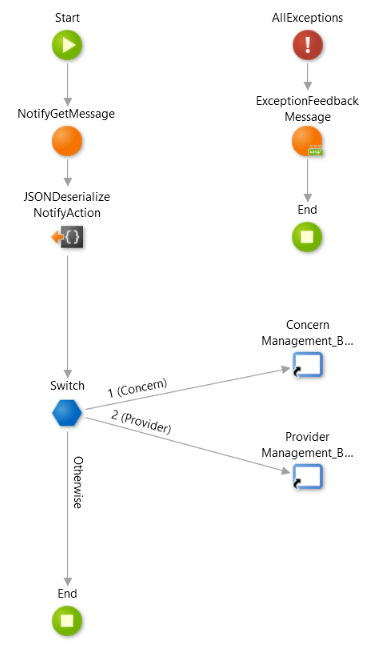 Start
AllExceptions
NotifyGetMessage
ExceptionFeedback
Message
JSONDeserialize
NotifyAction
End
Concern
Management_B...
Switch
1 (Concern)
2 (Provider)
Provider
Management_B...
Otherwise
End